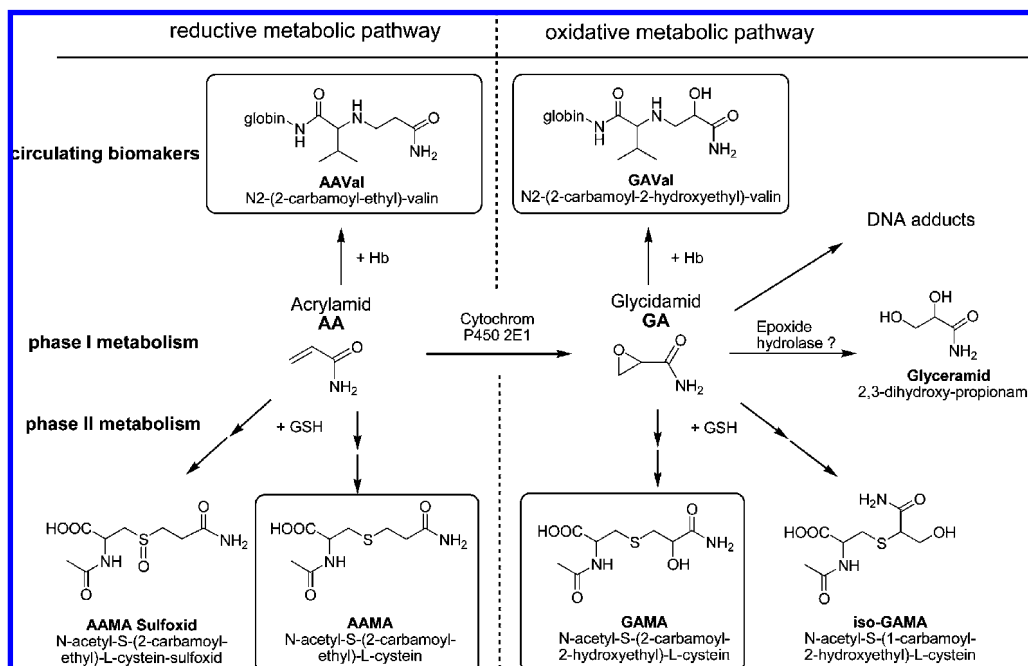 reductive metabolic pathway
oxidative metabolic pathway
circulating biomakers
globin
O
H
N
N
H
O
NH2
AAVal
N2-(2-carbamoyl-ethyl)-valin
globin
O
H
N
N
H
OH
O
NH2
GAVal
N2-(2-carbamoyl-2-hydroxyethyl)-valin
+ Hb
+ Hb
DNA adducts
phase I metabolism
Acrylamid
AA
O
NH2
Cytochrom
P450 2E1
Glycidamid
GA
O
O
NH2
Epoxide
hydrolase ?
OH
HO
O
NH2
Glyceramid
2,3-dihydroxy-propionam
phase II metabolism
+ GSH
+ GSH
HOOC
S
O
O
NH2
NH
O
AAMA Sulfoxid
N-acetyl-S-(2-carbamoyl-
ethyl)-L-cystein-sulfoxid
HOOC
S
O
NH2
NH
O
AAMA
N-acetyl-S-(2-carbamoyl-
ethyl)-L-cystein
HOOC
S
O
NH2
OH
NH
O
GAMA
N-acetyl-S-(2-carbamoyl-
2-hydroxyethyl)-L-cystein
H2N
O
HOOC
S
OH
NH
O
iso-GAMA
N-acetyl-S-(1-carbamoyl-
2-hydroxyethyl)-L-cystein